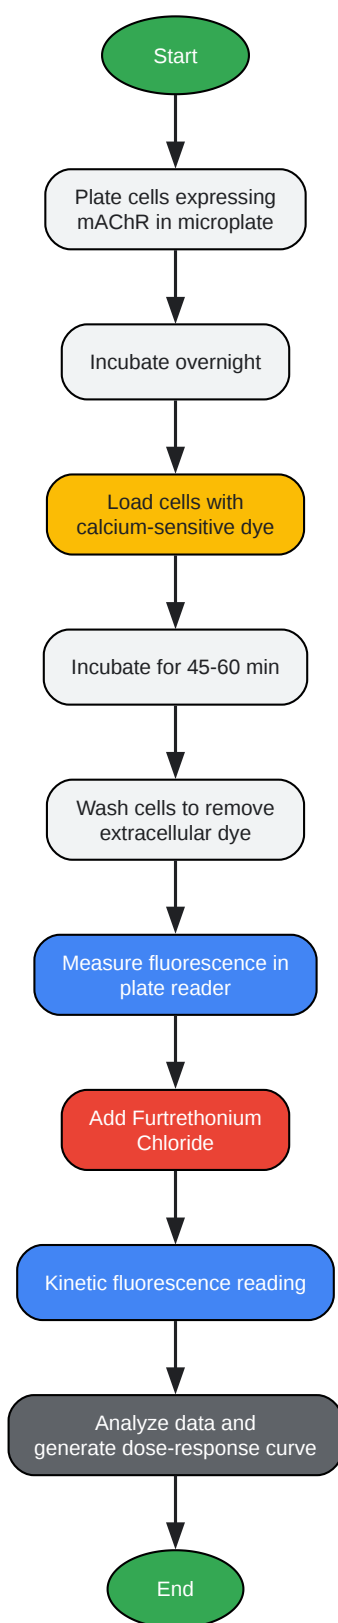 Start
Plate cells expressing
mAChR in microplate
Incubate overnight
Load cells with
calcium-sensitive dye
Incubate for 45-60 min
Wash cells to remove
extracellular dye
Measure fluorescence in
plate reader
Add Furtrethonium
Chloride
Kinetic fluorescence reading
Analyze data and
generate dose-response curve
End